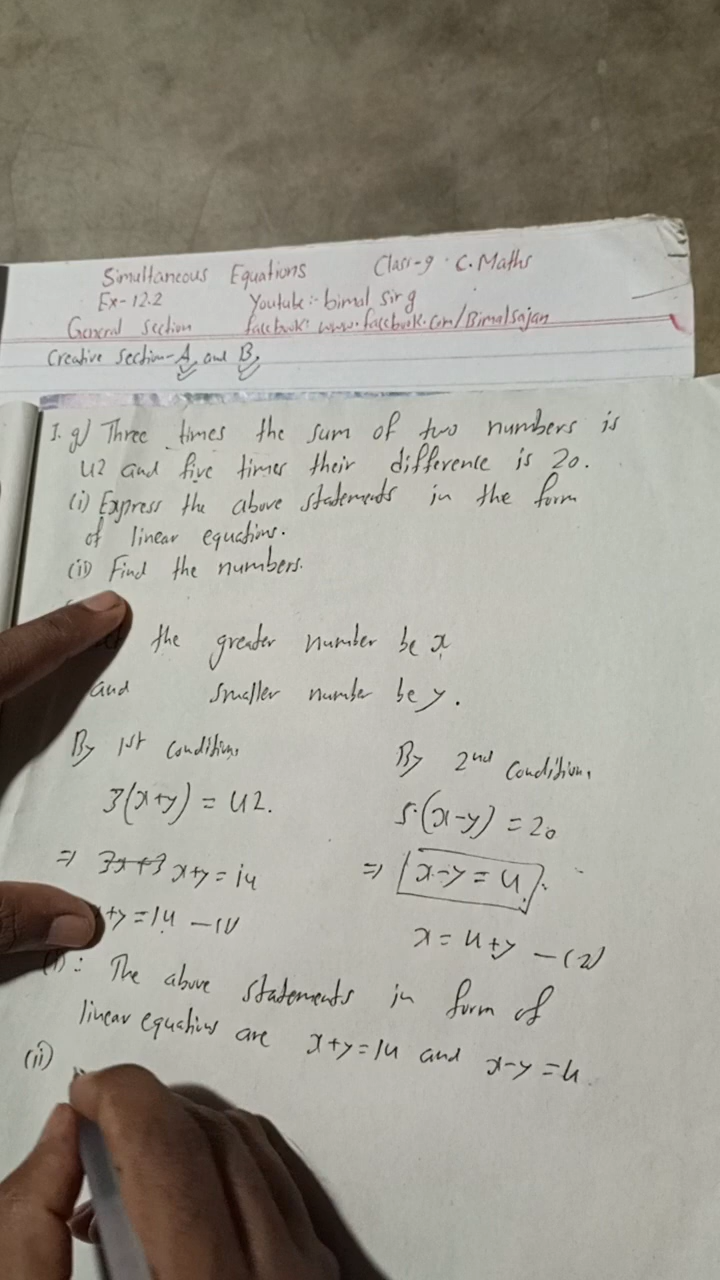 Simultaneous Equations Class-9 C. Maths
Ex-12.2 Youtube:- bimal sir g
General section facebook: www.facebook.com/Bimalsajan
Creative section-A and B,
1. g) Three times the sum of two numbers is
42 and five times their difference is 20.
(i) Express the above statements in the form
of linear equations.
(ii) Find the numbers.
the greater number be x
and smaller number be y.
By 1st condition, By 2nd condition,
3(x+y) = 42. 5(x-y) = 20
⇒ 3x+3 x+y = 14 ⇒ x-y = 4.
+y = 14 -(1) x = 4+y -(2)
(i): The above statements in form of
linear equations are x+y=14 and x-y=4.
(ii)